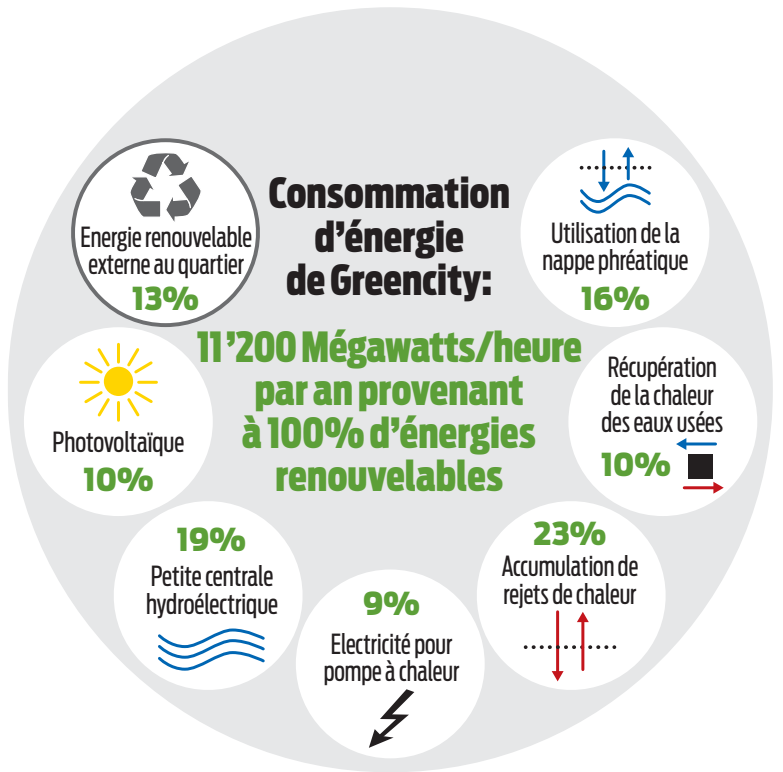 Consommation
d'énergie
de Greencity:
11'200 Mégawatts/heure
par an provenant
à 100% d'énergies
renouvelables
Utilisation de la
nappe phréatique
16%
Récupération
de la chaleur
des eaux usées
10%
23%
Accumulation de
rejets de chaleur
9%
Electricité pour
pompe à chaleur
19%
Petite centrale
hydroélectrique
Photovoltaïque
10%
Energie renouvelable
externe au quartier
13%